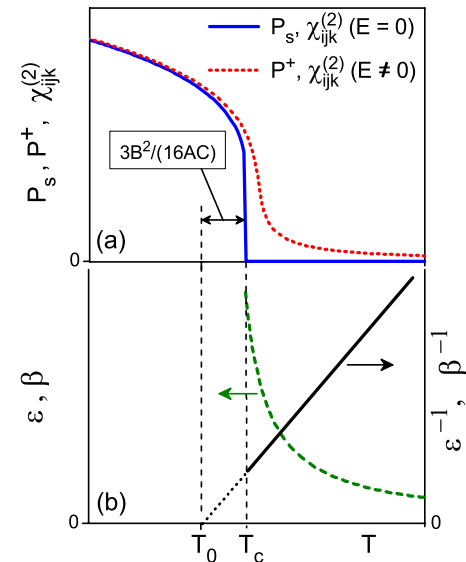 P_s, χ_ijk^(2) (E = 0)
P^+, χ_ijk^(2) (E ≠ 0)
P_s, P^+, χ_ijk^(2)
3B^2/(16AC)
(a)
0
ε, β
ε^-1, β^-1
(b)
0
0
T_0
T_c
T